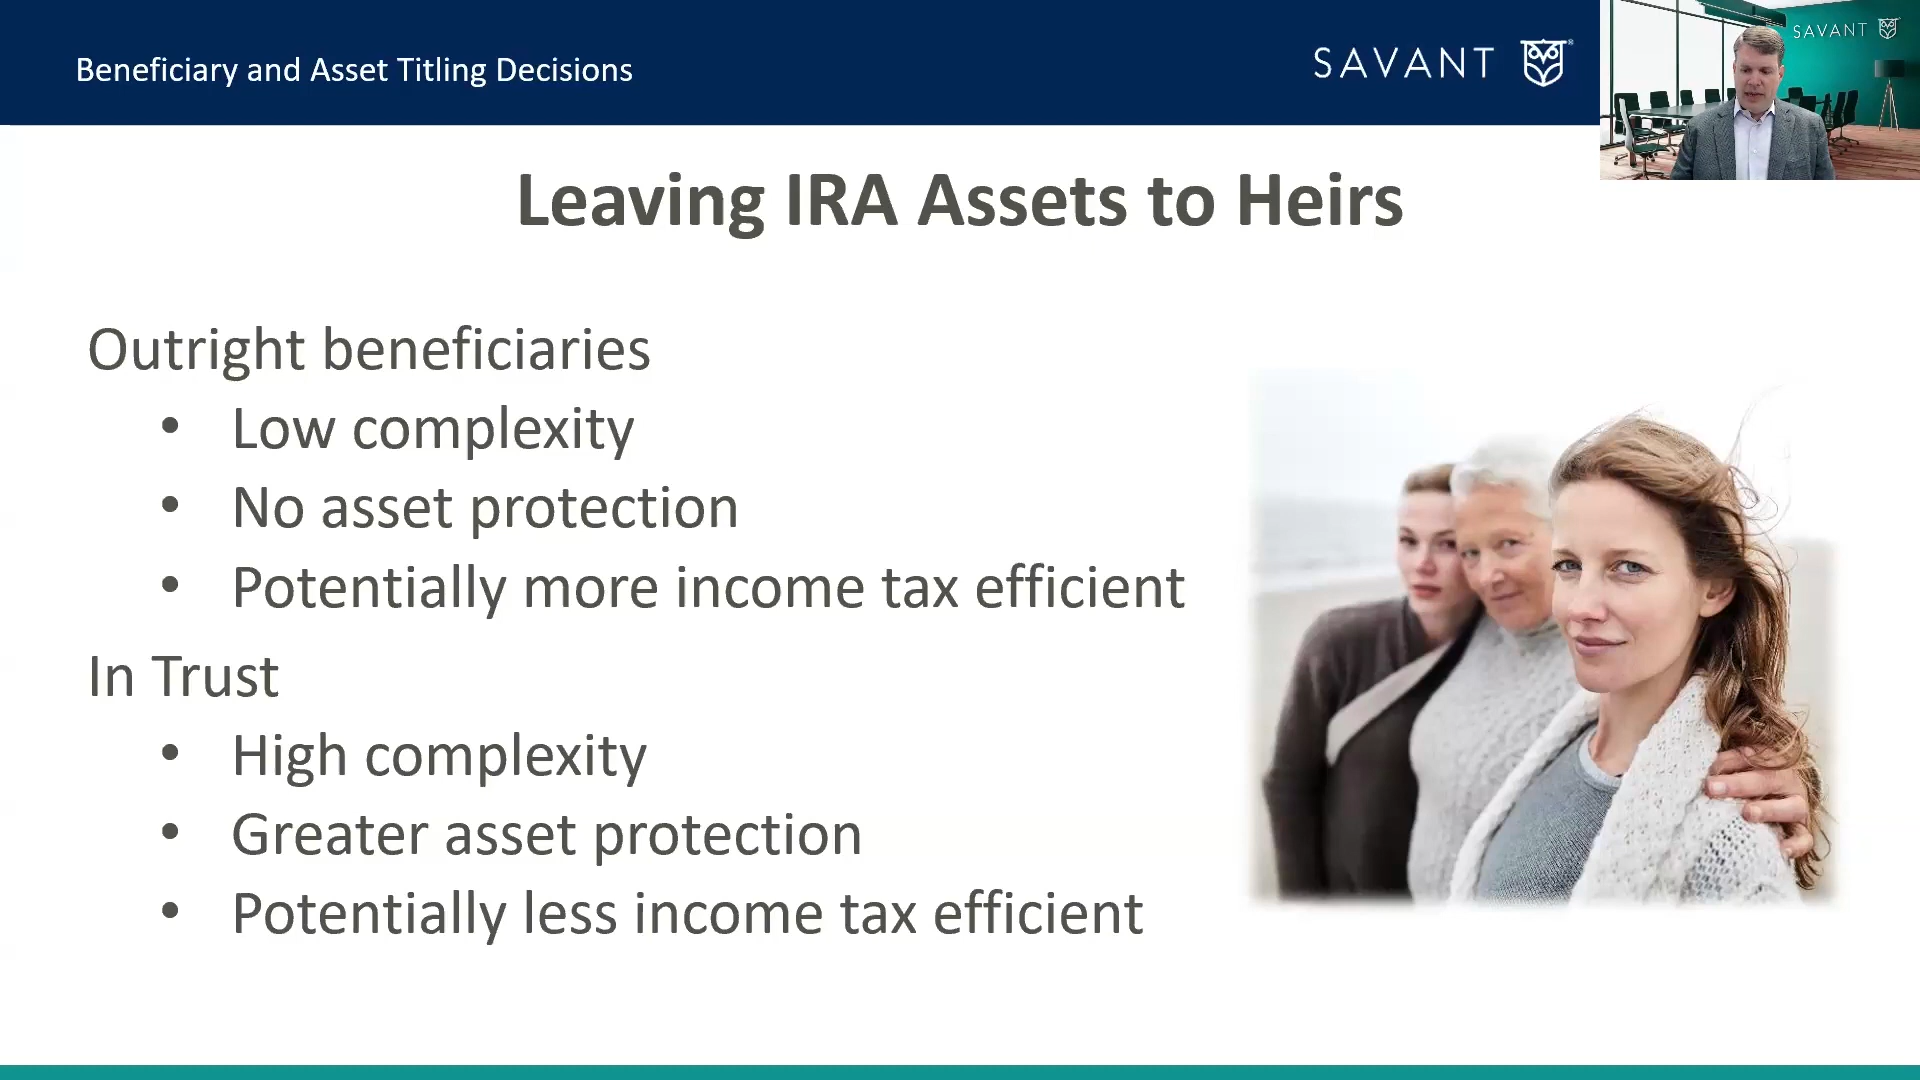 Beneficiary and Asset Titling Decisions
SAVANT
SAVANT
Leaving IRA Assets to Heirs
Outright beneficiaries
• Low complexity
• No asset protection
• Potentially more income tax efficient
In Trust
• High complexity
• Greater asset protection
• Potentially less income tax efficient